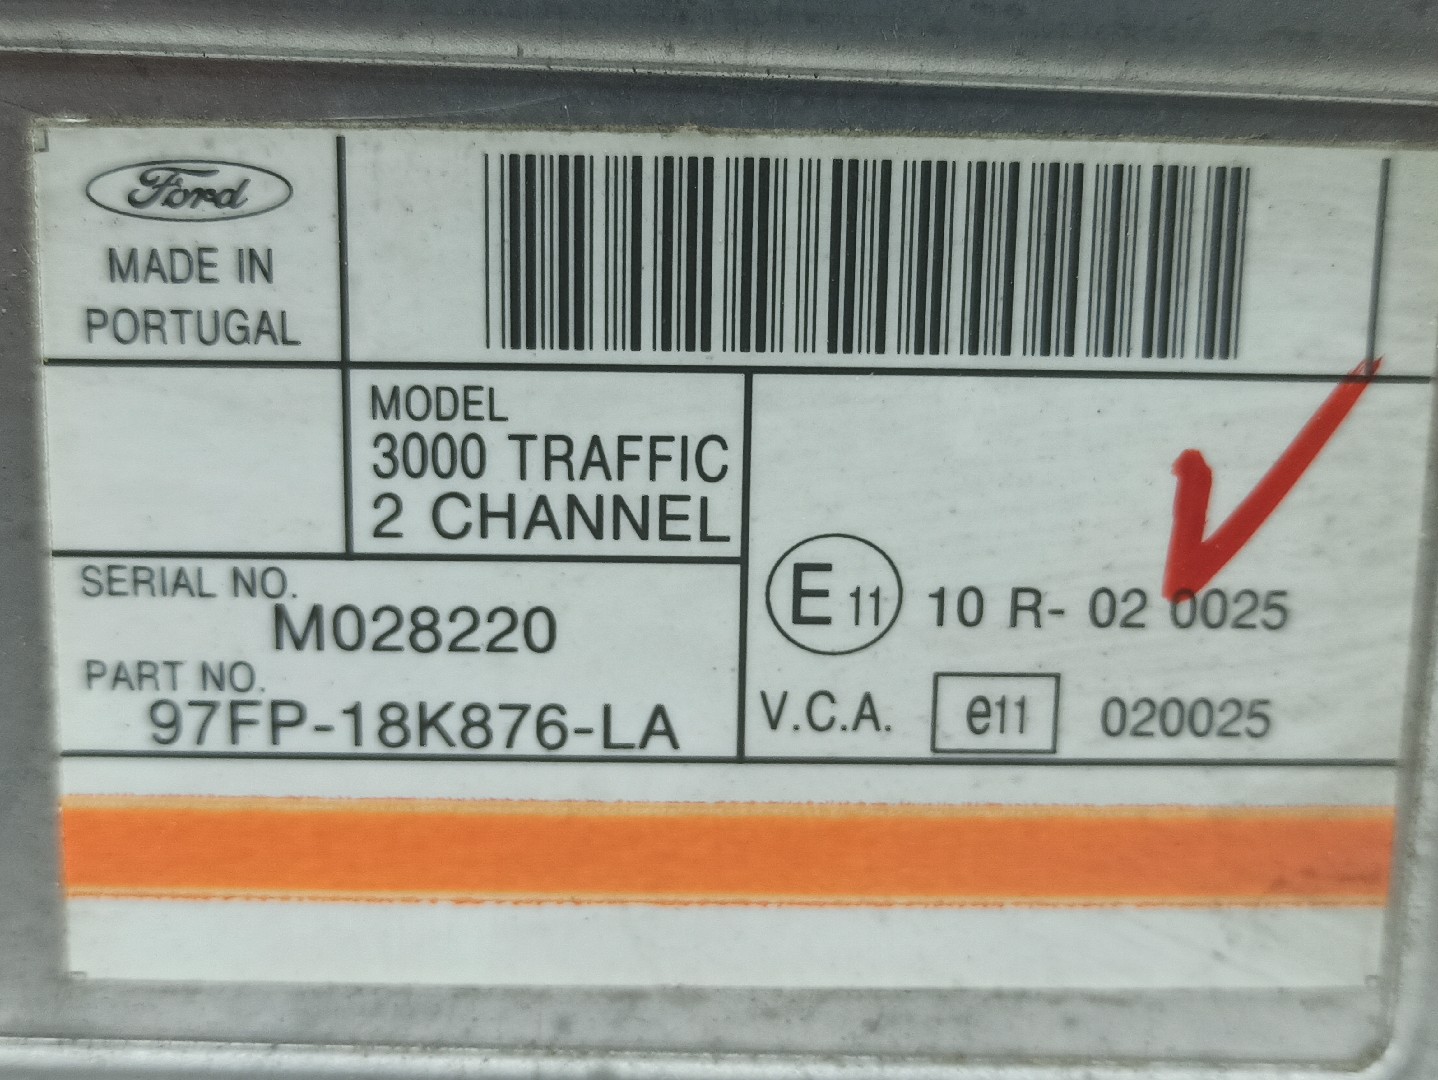 Ford
MADE IN
PORTUGAL
MODEL
3000 TRAFFIC
2 CHANNEL
SERIAL NO.
M028220
PART NO.
97FP-18K876-LA
E 11 10 R- 02 0025
V.C.A. e11 020025